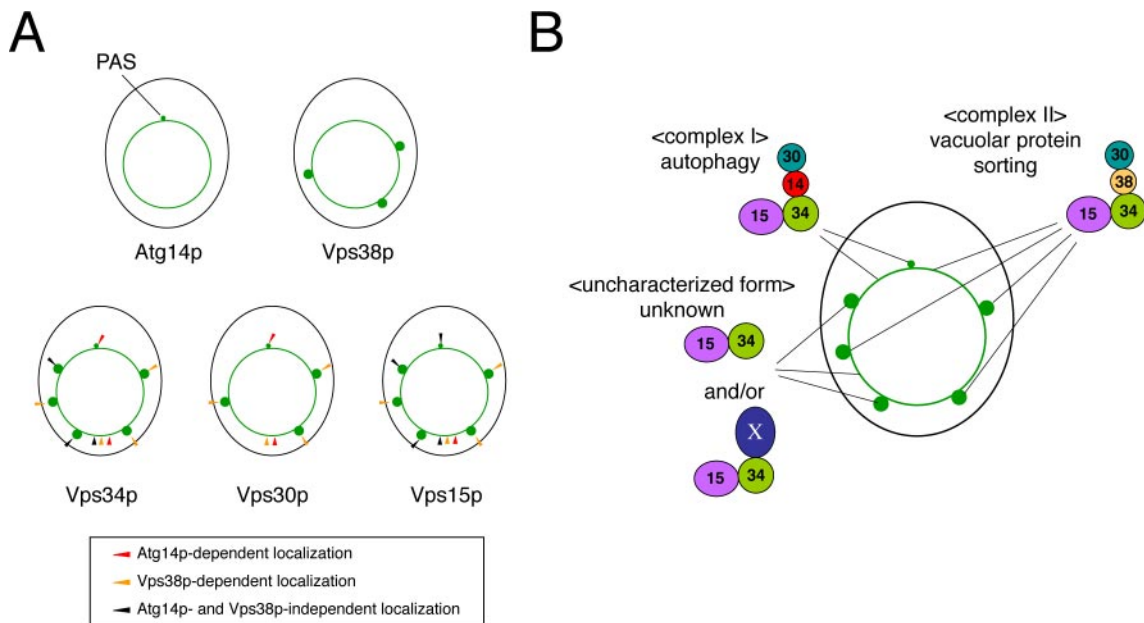 A
PAS
Atg14p
Vps38p
Vps34p
Vps30p
Vps15p
Atg14p-dependent localization
Vps38p-dependent localization
Atg14p- and Vps38p-independent localization
B
<complex I>
autophagy
30
14
15
34
<complex II>
vacuolar protein
sorting
30
38
15
34
<uncharacterized form>
unknown
15
34
and/or
X
15
34